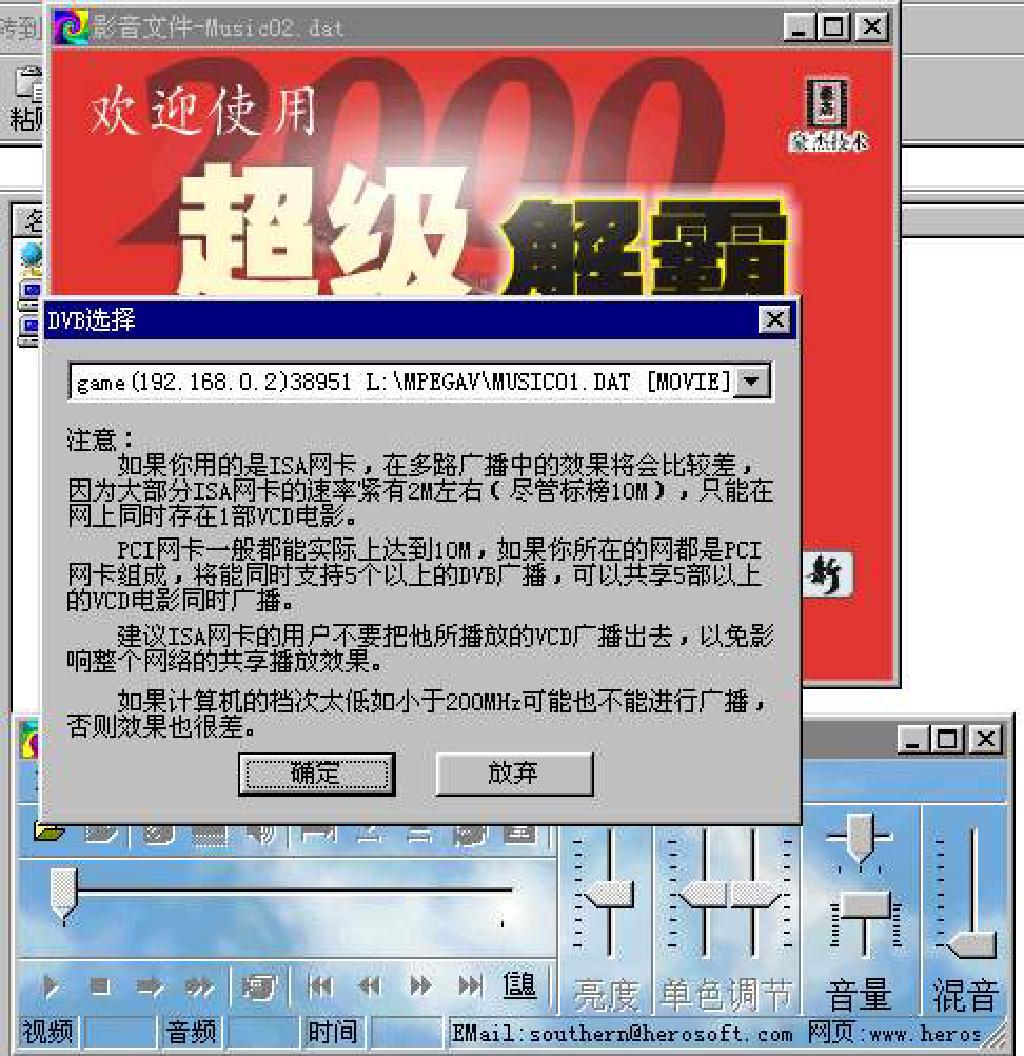 转到
影音文件-Music02.dat
粘贴
欢迎使用
2000
豪杰技术
超级解霸
名
DVB选择
game(192.168.0.2)38951 L:\MPEGAV\MUSIC01.DAT [MOVIE]
注意：
如果你用的是ISA网卡，在多路广播中的效果将会比较差，
因为大部分ISA网卡的速率紧有2M左右（尽管标榜10M），只能在
网上同时存在1部VCD电影。
PCI网卡一般都能实际上达到10M，如果你所在的网都是PCI
网卡组成，将能同时支持5个以上的DVB广播，可以共享5部以上
的VCD电影同时广播。
新
建议ISA网卡的用户不要把他所播放的VCD广播出去，以免影
响整个网络的共享播放效果。
如果计算机的档次太低如小于200MHz可能也不能进行广播，
否则效果也很差。
确定 放弃
信息
亮度 单色调节 音量 混音
视频 音频 时间 EMail:southern@herosoft.com 网页:www.heros